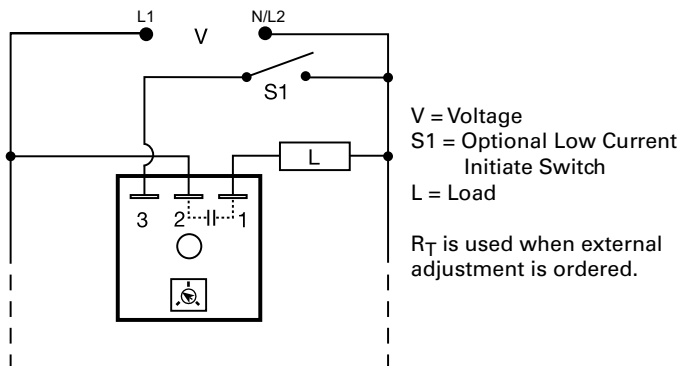 L1 V N/L2
S1
L
3 2 1
V = Voltage
S1 = Optional Low Current
Initiate Switch
L = Load
R_T is used when external
adjustment is ordered.